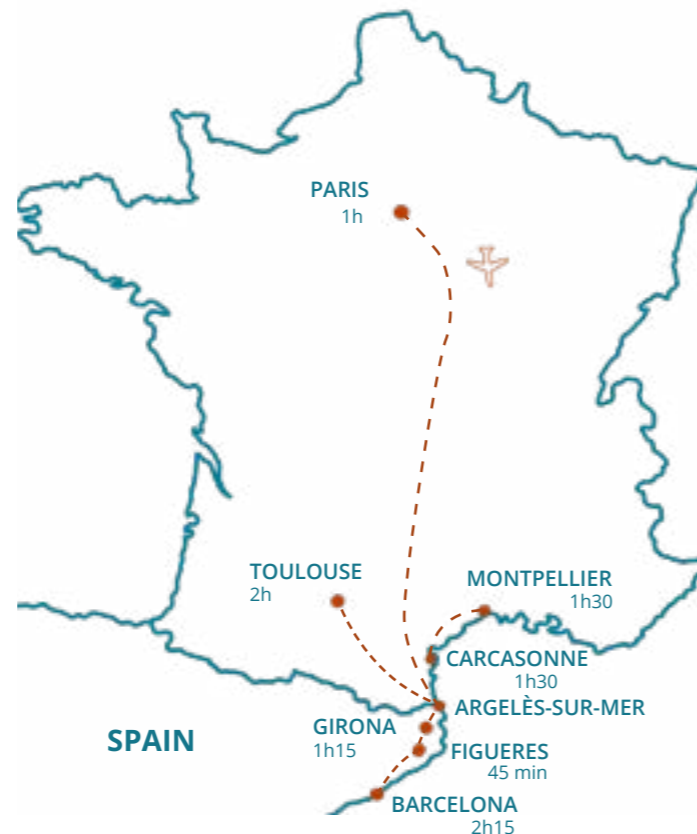 PARIS
1h
TOULOUSE
2h
MONTPELLIER
1h30
CARCASONNE
1h30
ARGELÈS-SUR-MER
GIRONA
1h15
SPAIN
FIGUERES
45 min
BARCELONA
2h15